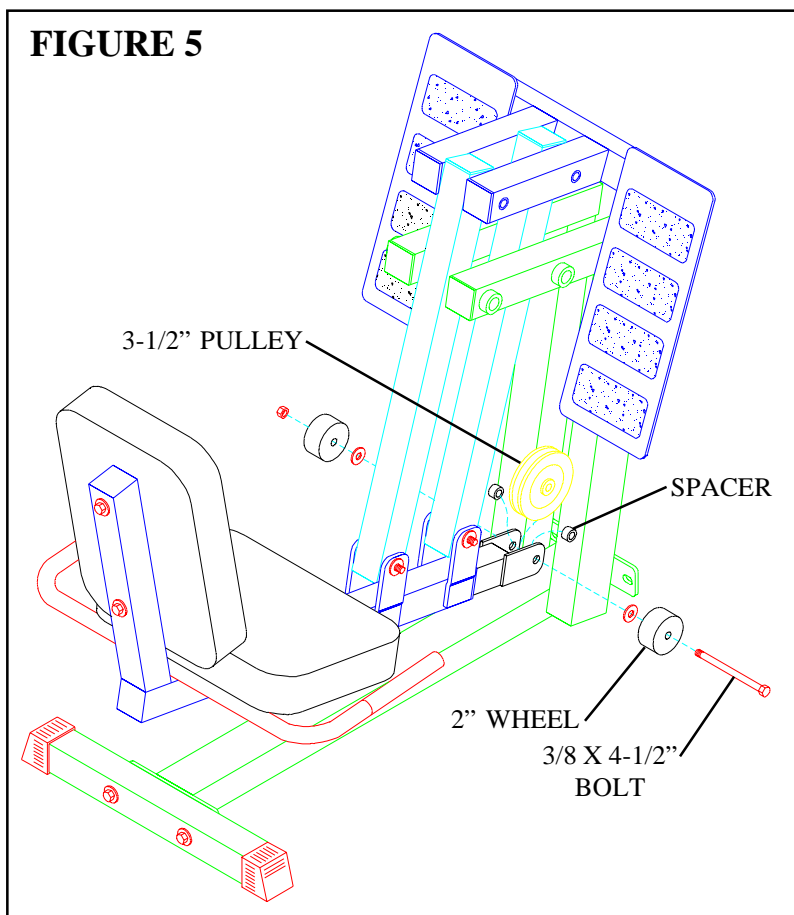 FIGURE 5
3-1/2” PULLEY
SPACER
2” WHEEL
3/8 X 4-1/2”
BOLT